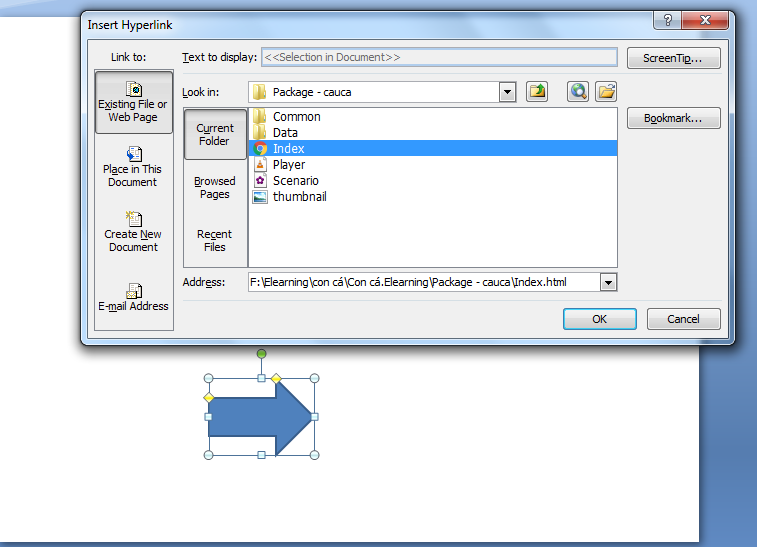 Insert Hyperlink
?
Link to:
Text to display: <<Selection in Document>>
ScreenTip...
Existing File or
Web Page
Look in: Package - cauca
Bookmark...
Place in This
Document
Create New
Document
E-mail Address
Current
Folder
Browsed
Pages
Recent
Files
Common
Data
Index
Player
Scenario
thumbnail
Address: F:\Elearning\con cá\Con cá.Elearning\Package - cauca\Index.html
OK Cancel